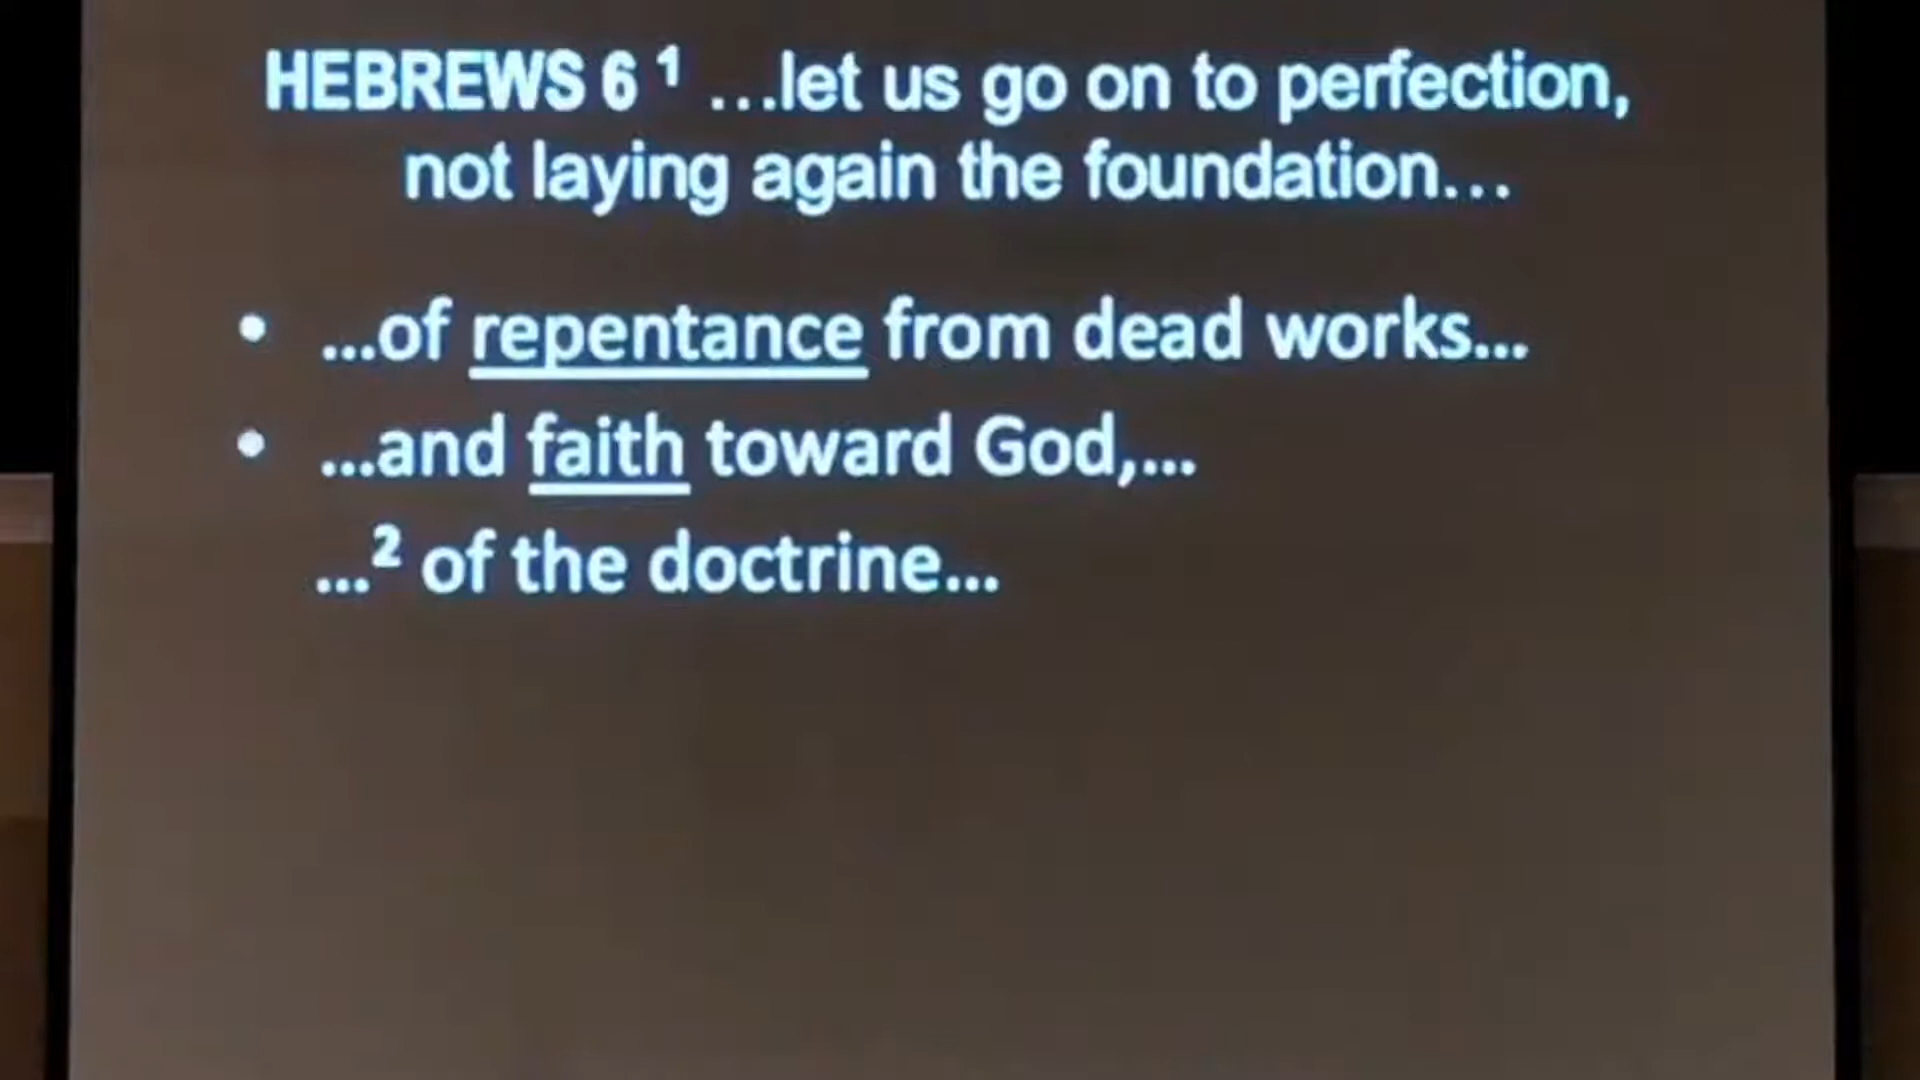 HEBREWS 6 ¹ …let us go on to perfection,
not laying again the foundation…
• ...of repentance from dead works...
• ...and faith toward God,...
...² of the doctrine...